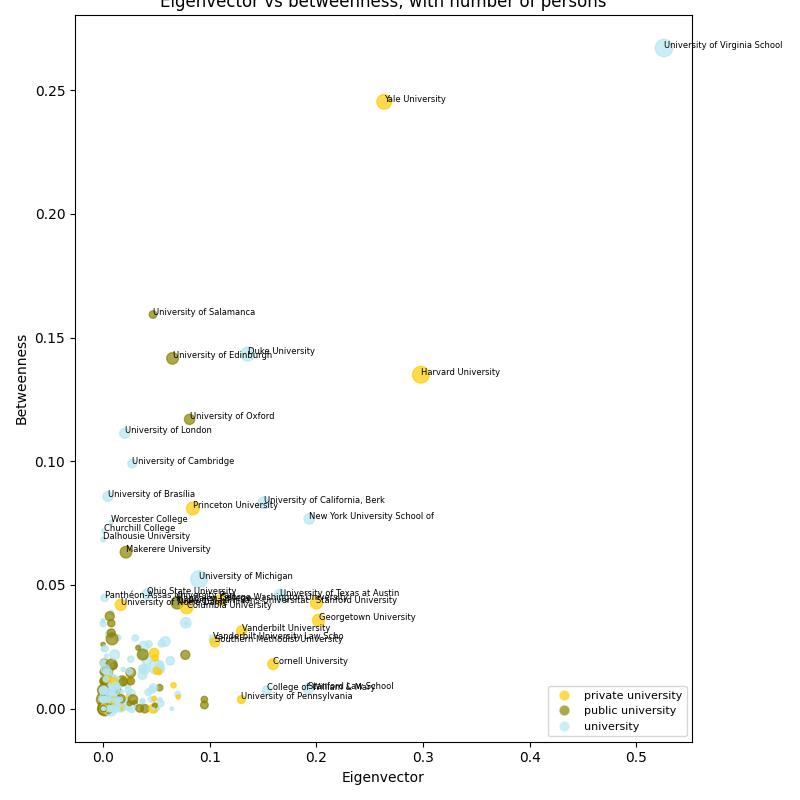 Eigenvector vs betweenness, with number of persons
University of Virginia School
0.25
Yale University
0.20
University of Salamanca
0.15
Duke University
University of Edinburgh
Harvard University
University of Oxford
University of London
0.10
University of Cambridge
University of Brasília
University of California, Berk
Princeton University
New York University School of
Worcester College
Churchill College
Dalhousie University
Makerere University
University of Michigan
0.05
Ohio State University
University of Texas at Austin
Stanford University
Columbia University
Georgetown University
Vanderbilt University
Vanderbilt University Law Scho
Southern Methodist University
Cornell University
College of William & Mary
Stanford Law School
University of Pennsylvania
0.00
private university
public university
university
0.0 0.1 0.2 0.3 0.4 0.5
Eigenvector
Betweenness